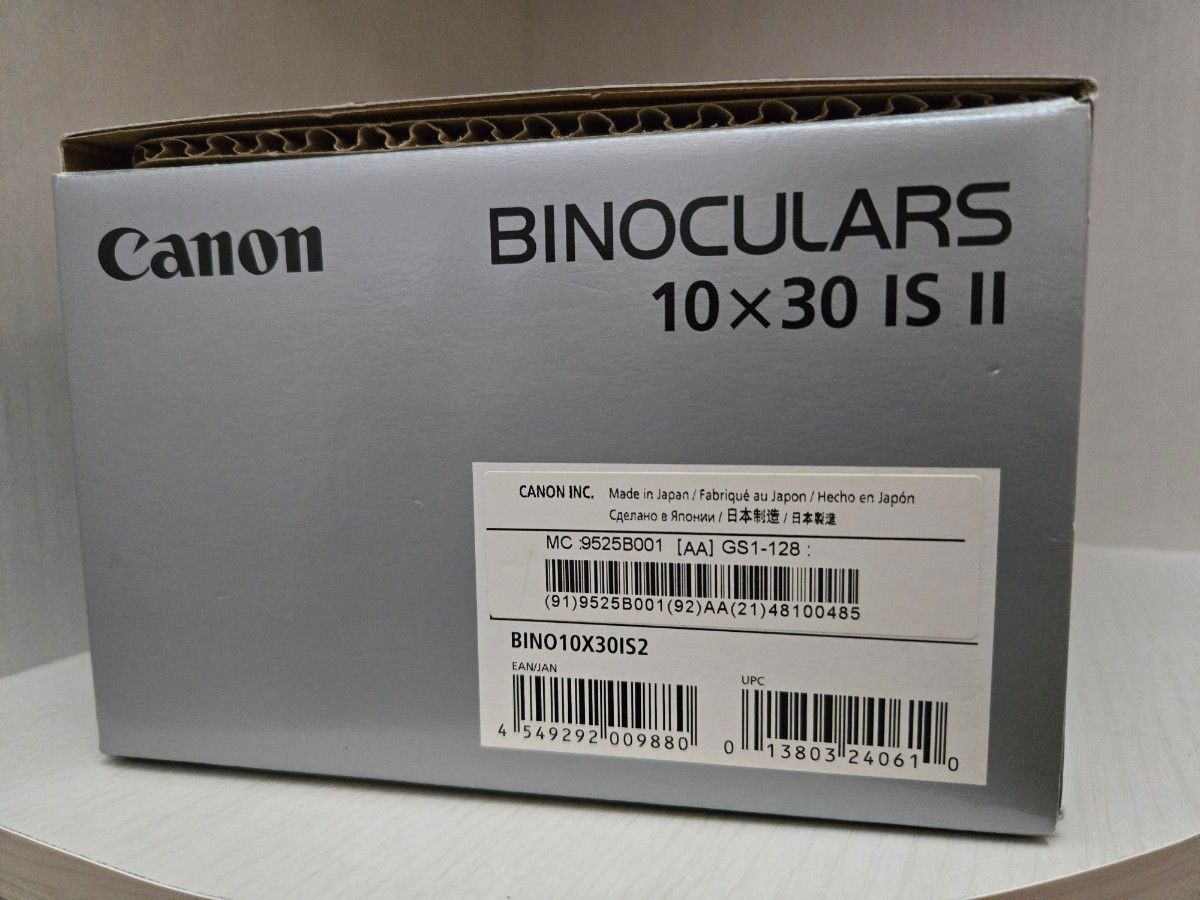 Canon
BINOCULARS
10×30 IS II
CANON INC. Made in Japan / Fabriqué au Japon / Hecho en Japón
Сделано в Японии / 日本制造 / 日本製造
MC :9525B001 [AA] GS1-128 :
(91)9525B001(92)AA(21)48100485
BINO10X30IS2
EAN/JAN
4 549292 009880
UPC
0 13803 24061 0